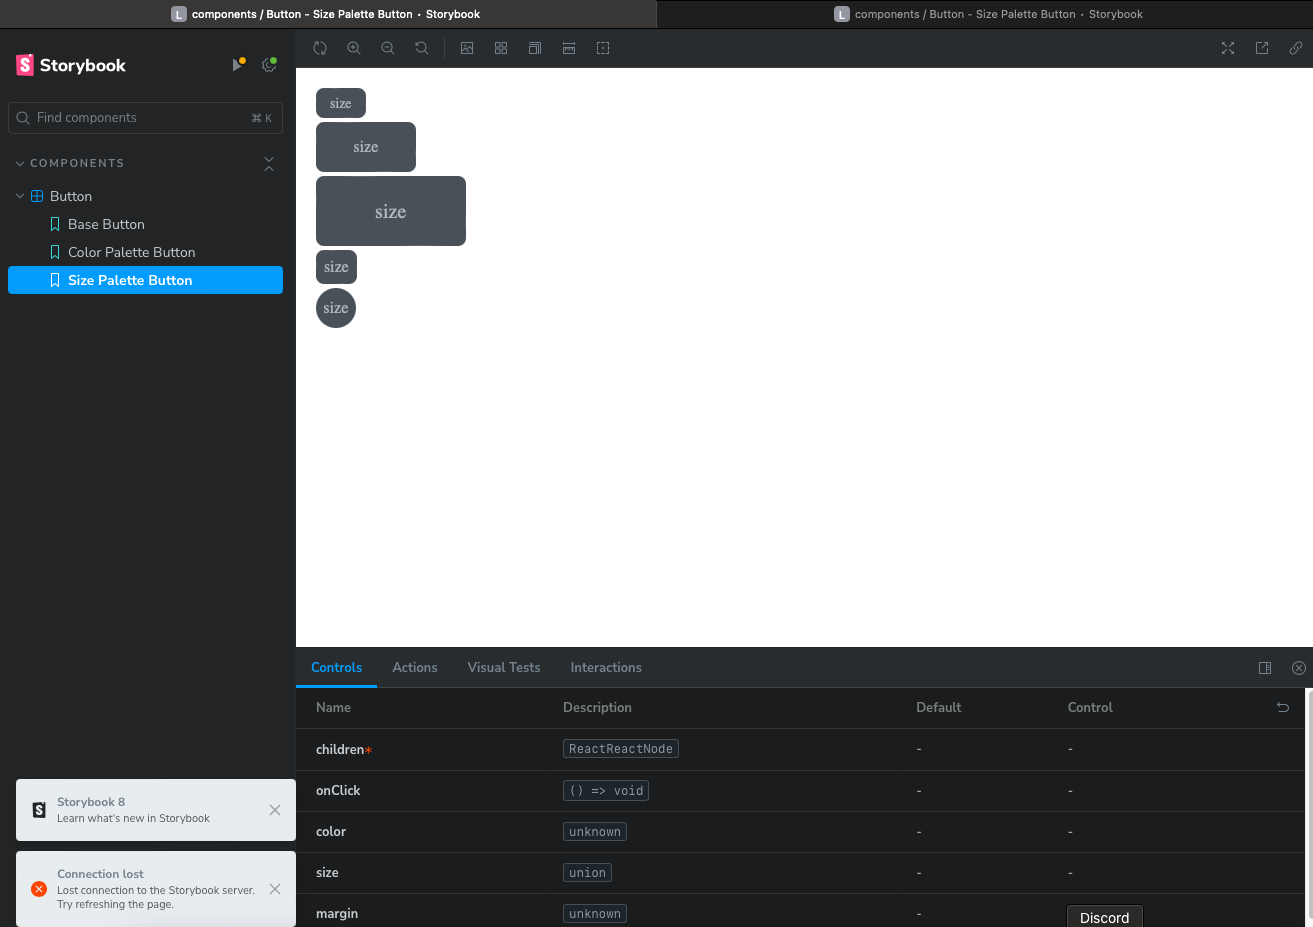 L components / Button - Size Palette Button · Storybook
L components / Button - Size Palette Button · Storybook
S Storybook
Find components ⌘ K
COMPONENTS
Button
Base Button
Color Palette Button
Size Palette Button
size
size
size
size
size
Controls Actions Visual Tests Interactions
Name Description Default Control
children* ReactReactNode - -
onClick () => void - -
color unknown - -
size union - -
margin unknown -
Discord
S Storybook 8
Learn what's new in Storybook
Connection lost
Lost connection to the Storybook server.
Try refreshing the page.